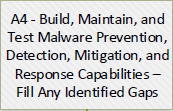 A4 - Build, Maintain, and
Test Malware Prevention,
Detection, Mitigation, and
Response Capabilities –
Fill Any Identified Gaps